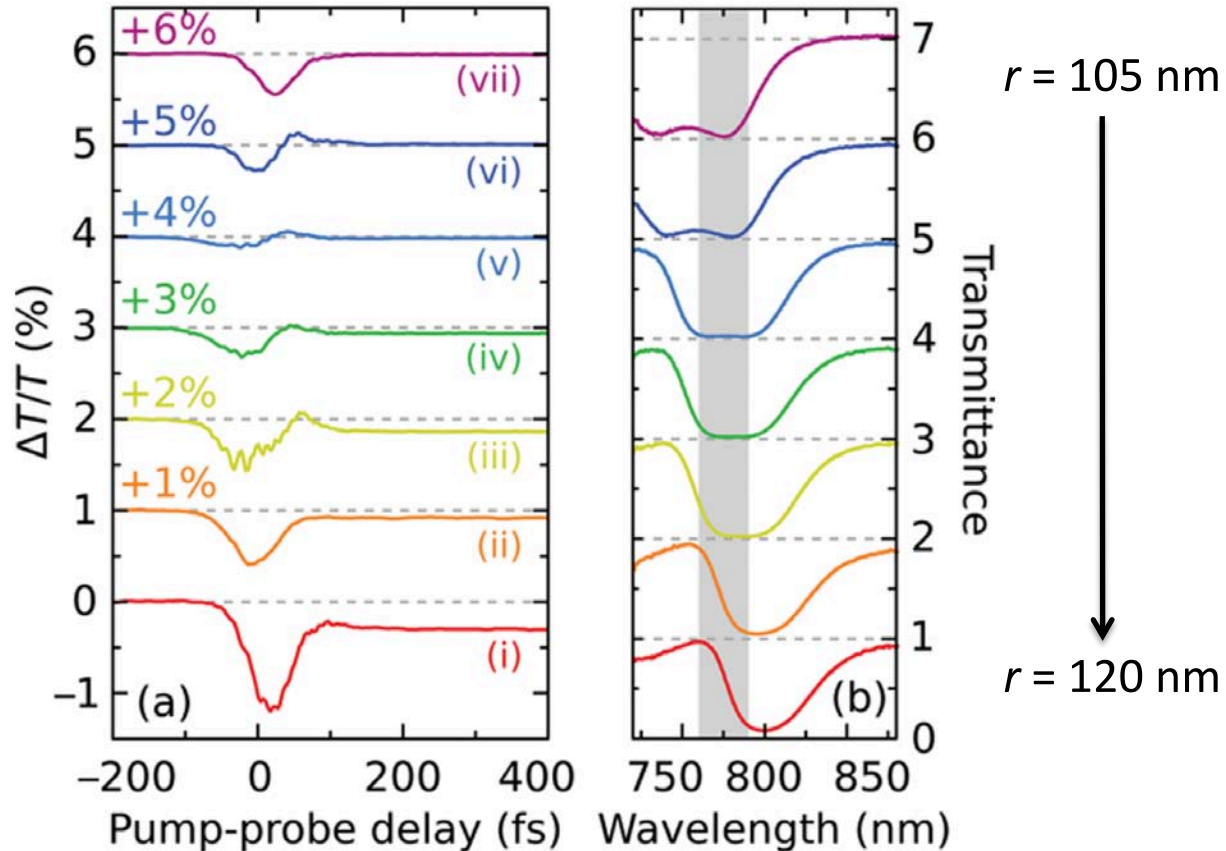 ΔT/T (%)
6
5
4
3
2
1
0
−1
+6%
(vii)
+5%
(vi)
+4%
(v)
+3%
(iv)
+2%
(iii)
+1%
(ii)
(i)
(a)
−200 0 200 400
Pump-probe delay (fs)
(b)
750 800 850
Wavelength (nm)
7
6
5
4
3
2
1
0
Transmittance
r = 105 nm
r = 120 nm